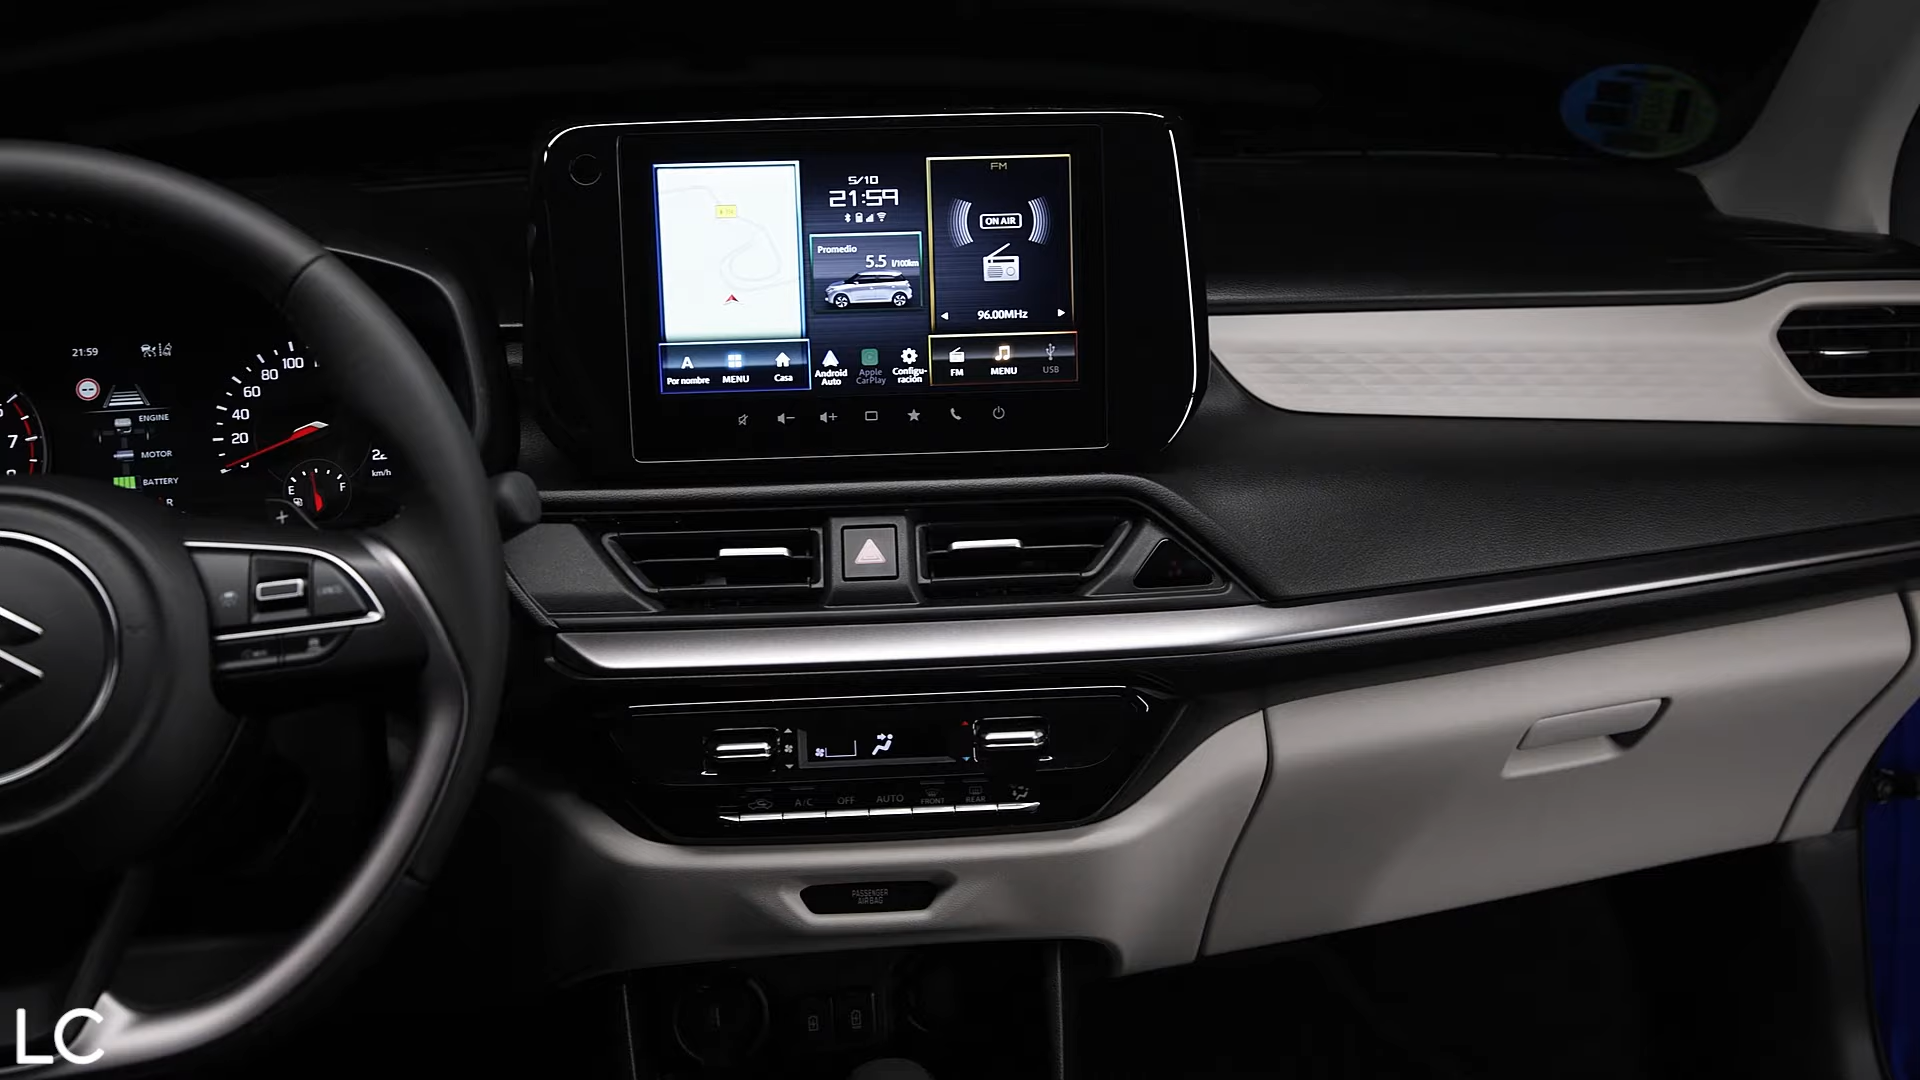 FM
5/10
21:59
ON AIR
Promedio
5.5 l/100km
96.00MHz
A
Por nombre
MENU
Casa
Android
Auto
Apple
CarPlay
Configu-
ración
FM
MENU
USB
21:59
ENGINE
MOTOR
BATTERY
R
7
20
40
60
80
100
E
F
km/h
+
A/C
OFF
AUTO
FRONT
REAR
PASSENGER
AIRBAG
LC